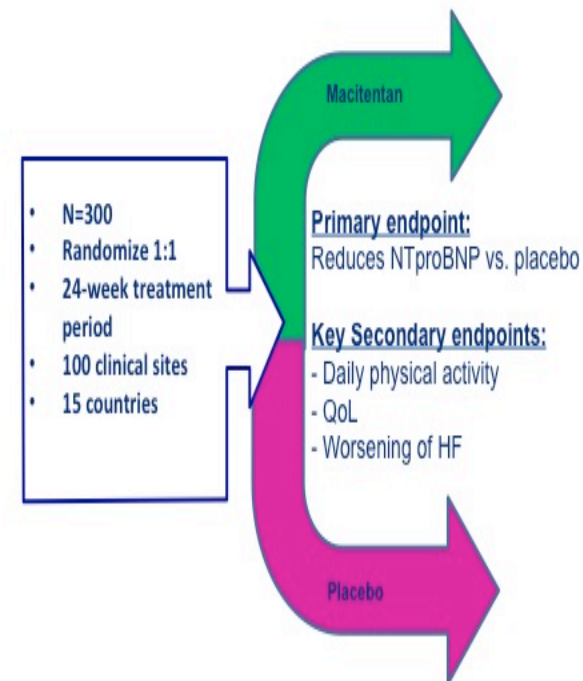 Macitentan
• N=300
• Randomize 1:1
• 24-week treatment
period
• 100 clinical sites
• 15 countries
Primary endpoint:
Reduces NTproBNP vs. placebo
Key Secondary endpoints:
- Daily physical activity
- QoL
- Worsening of HF
Placebo